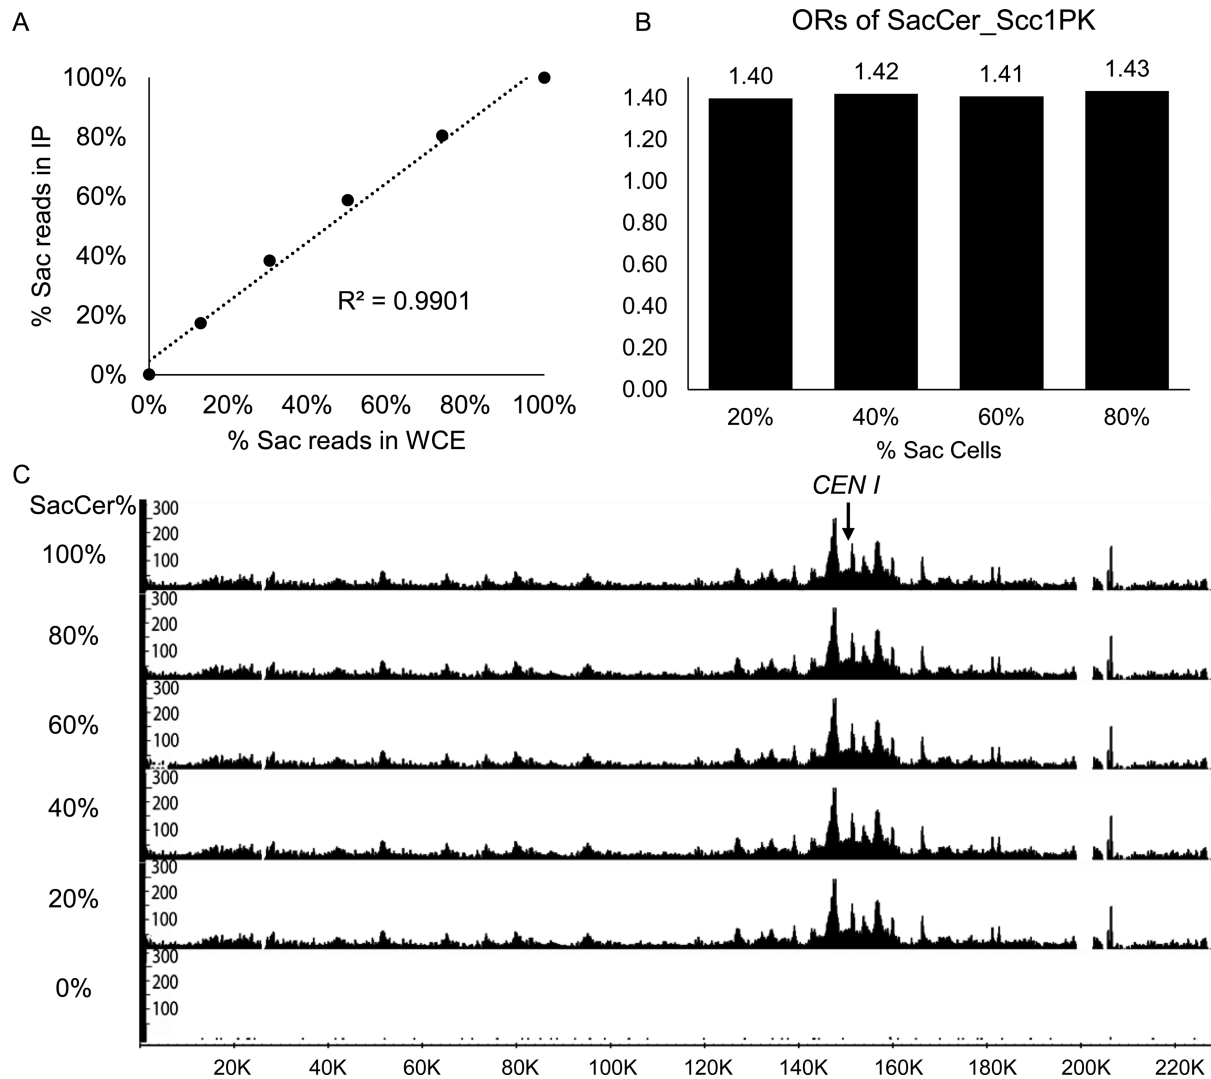 A
100%
80%
60%
40%
20%
0%
% Sac reads in IP
R² = 0.9901
0% 20% 40% 60% 80% 100%
% Sac reads in WCE
B
ORs of SacCer_Scc1PK
1.40 1.42 1.41 1.43
1.40
1.20
1.00
0.80
0.60
0.40
0.20
0.00
20% 40% 60% 80%
% Sac Cells
C
CEN I
SacCer%
300
200
100% 100
300
200
80% 100
300
200
60% 100
300
200
40% 100
300
200
20% 100
300
200
0% 100
20K 40K 60K 80K 100K 120K 140K 160K 180K 200K 220K